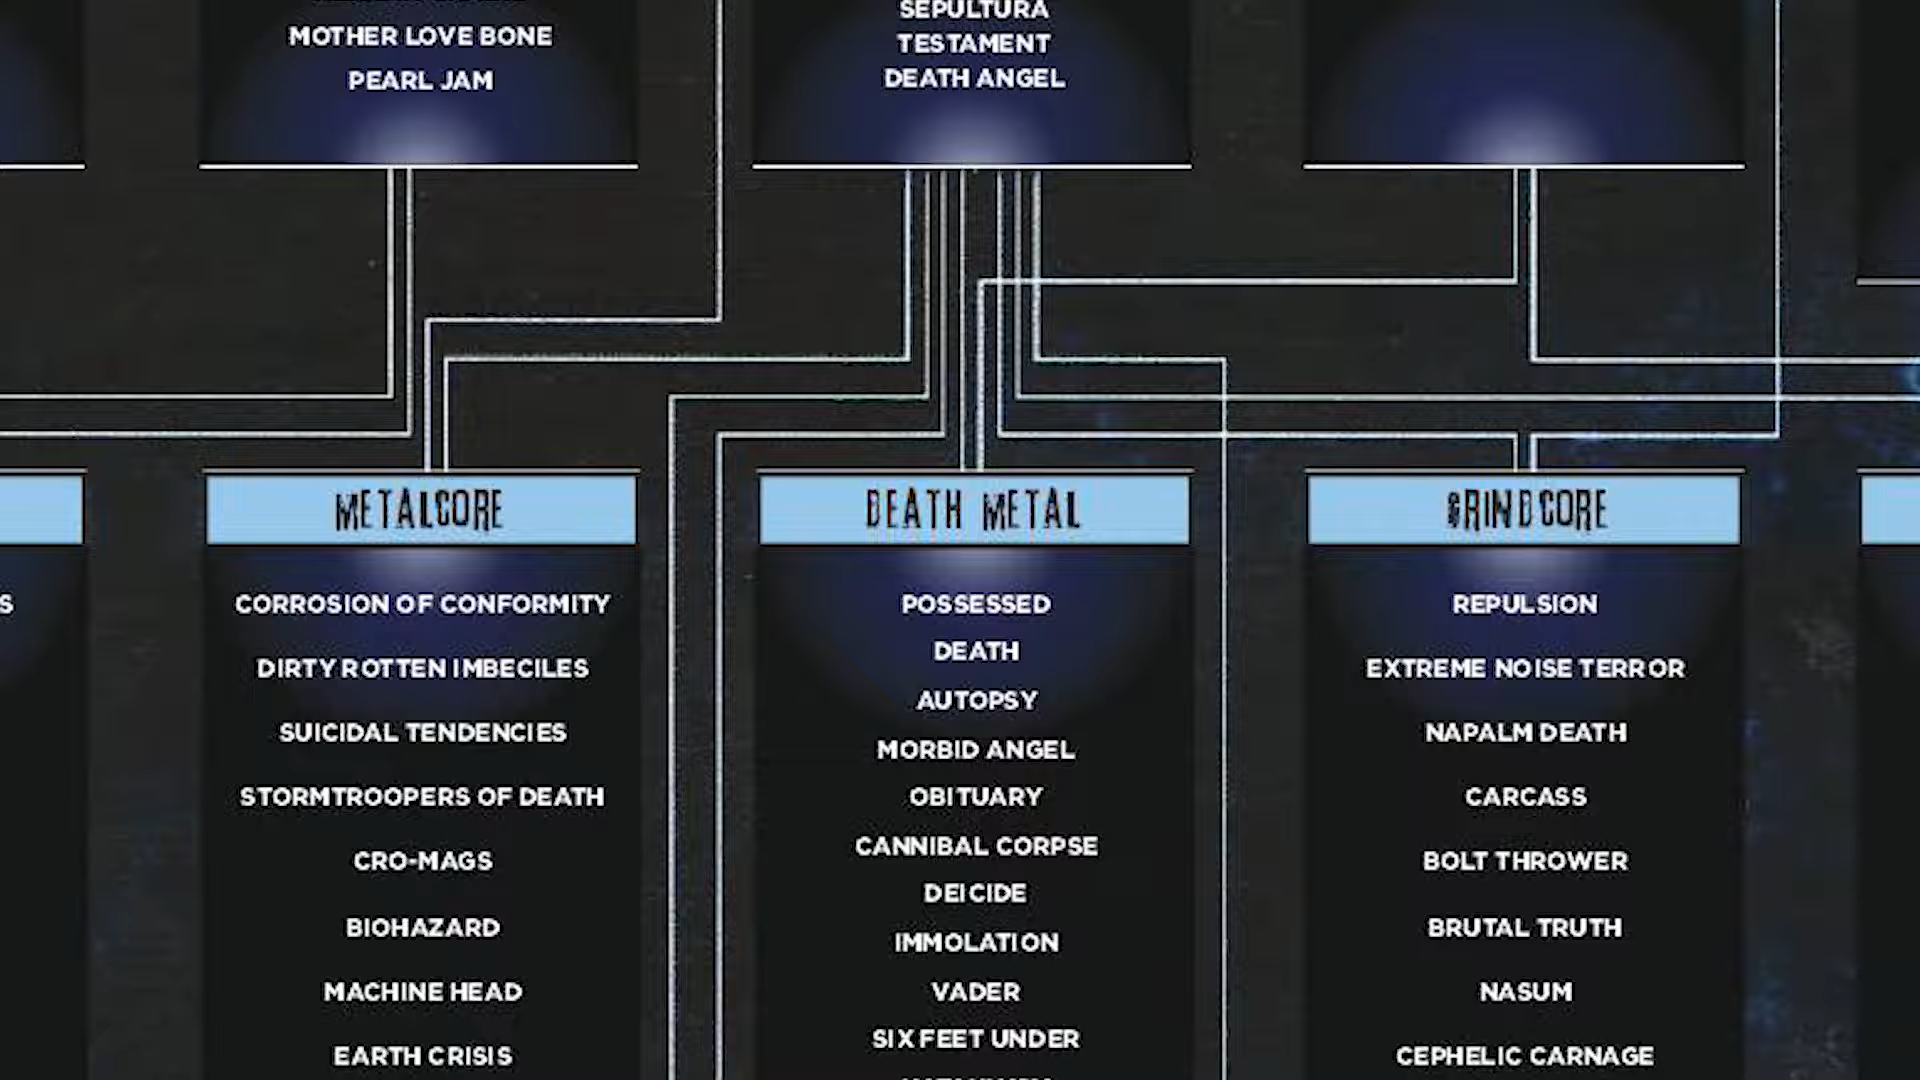 MOTHER LOVE BONE
PEARL JAM
SEPULTURA
TESTAMENT
DEATH ANGEL
S
METALCORE
CORROSION OF CONFORMITY
DIRTY ROTTEN IMBECILES
SUICIDAL TENDENCIES
STORMTROOPERS OF DEATH
CRO-MAGS
BIOHAZARD
MACHINE HEAD
EARTH CRISIS
DEATH METAL
POSSESSED
DEATH
AUTOPSY
MORBID ANGEL
OBITUARY
CANNIBAL CORPSE
DEICIDE
IMMOLATION
VADER
SIX FEET UNDER
GRINDCORE
REPULSION
EXTREME NOISE TERROR
NAPALM DEATH
CARCASS
BOLT THROWER
BRUTAL TRUTH
NASUM
CEPHELIC CARNAGE